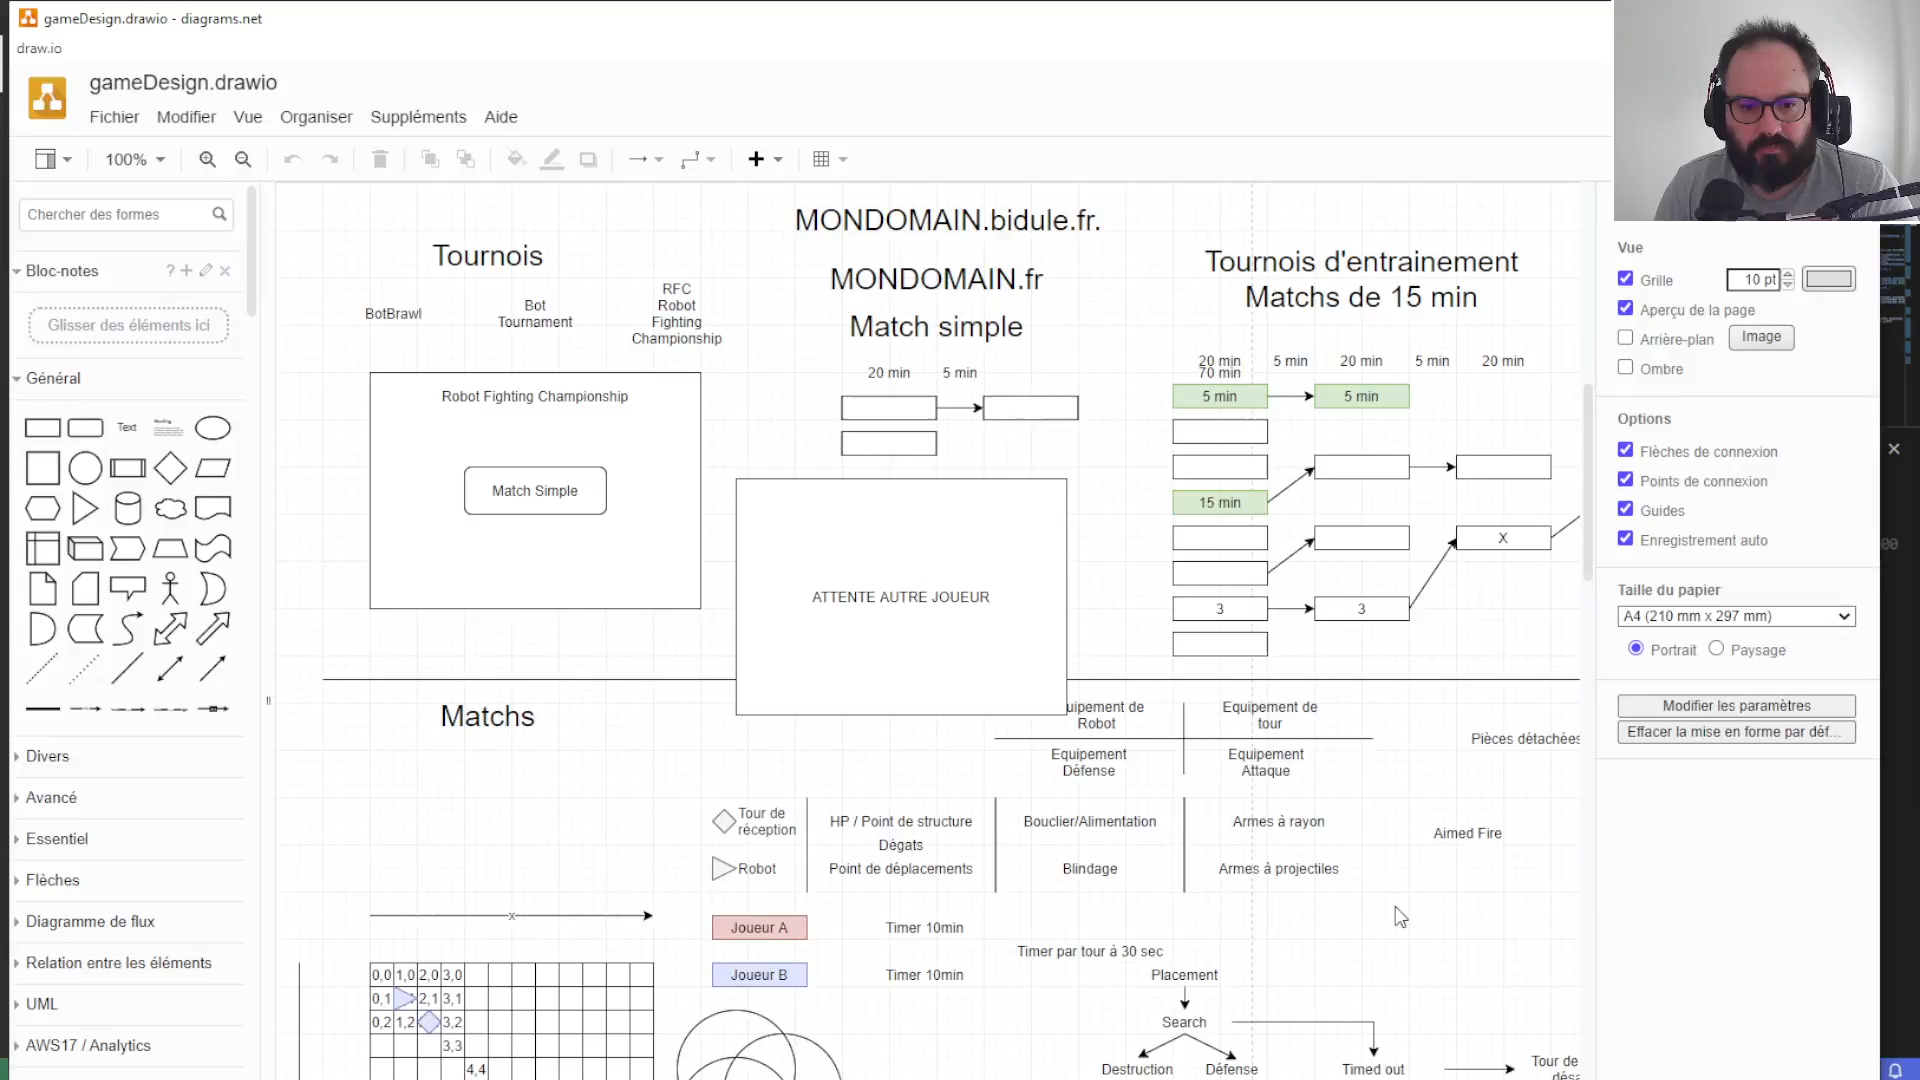 gameDesign.drawio - diagrams.net
draw.io
gameDesign.drawio
Fichier Modifier Vue Organiser Suppléments Aide
100%
Chercher des formes
Bloc-notes
Glisser des éléments ici
Général
Text
Divers
Avancé
Essentiel
Flèches
Diagramme de flux
Relation entre les éléments
UML
AWS17 / Analytics
Tournois
BotBrawl
Bot
Tournament
RFC
Robot
Fighting
Championship
Robot Fighting Championship
Match Simple
MONDOMAIN.bidule.fr.
MONDOMAIN.fr
Match simple
20 min 5 min
ATTENTE AUTRE JOUEUR
Tournois d'entrainement
Matchs de 15 min
20 min 5 min 20 min 5 min 20 min
70 min
5 min 5 min
15 min
X
3 3
Matchs
uipement de
Robot
Equipement de
tour
Equipement
Défense
Equipement
Attaque
Pièces détachées
Tour de
réception
HP / Point de structure
Dégats
Bouclier/Alimentation
Armes à rayon
Aimed Fire
Robot
Point de déplacements
Blindage
Armes à projectiles
x
Joueur A Timer 10min
Timer par tour à 30 sec
Joueur B Timer 10min
Placement
Search
Destruction Défense Timed out
Tour de
0,0 1,0 2,0 3,0
0,1 2,1 3,1
0,2 1,2 3,2
3,3
4,4
Vue
Grille 10 pt
Aperçu de la page
Arrière-plan Image
Ombre
Options
Flèches de connexion
Points de connexion
Guides
Enregistrement auto
Taille du papier
A4 (210 mm x 297 mm)
Portrait Paysage
Modifier les paramètres
Effacer la mise en forme par déf...